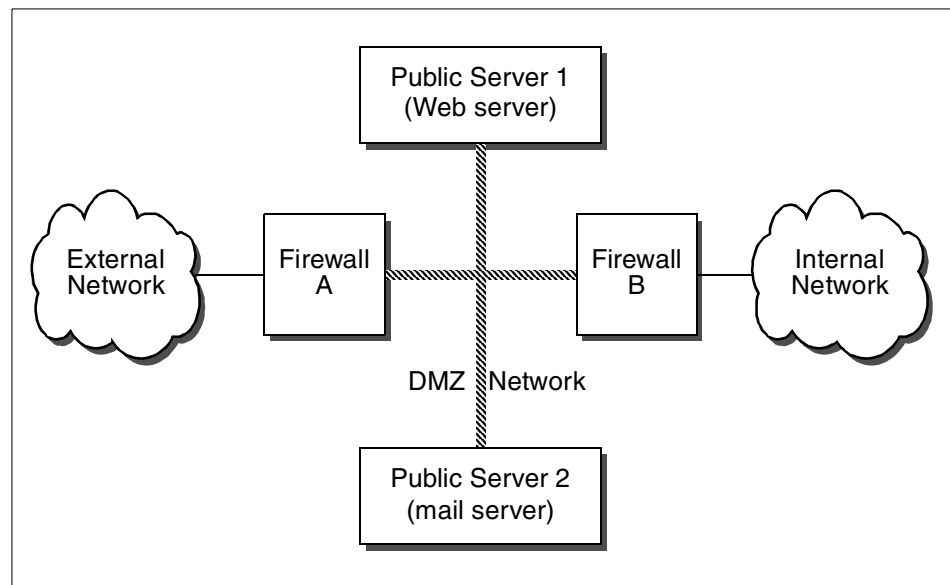 Public Server 1
(Web server)
External
Network
Firewall
A
Firewall
B
Internal
Network
DMZ Network
Public Server 2
(mail server)